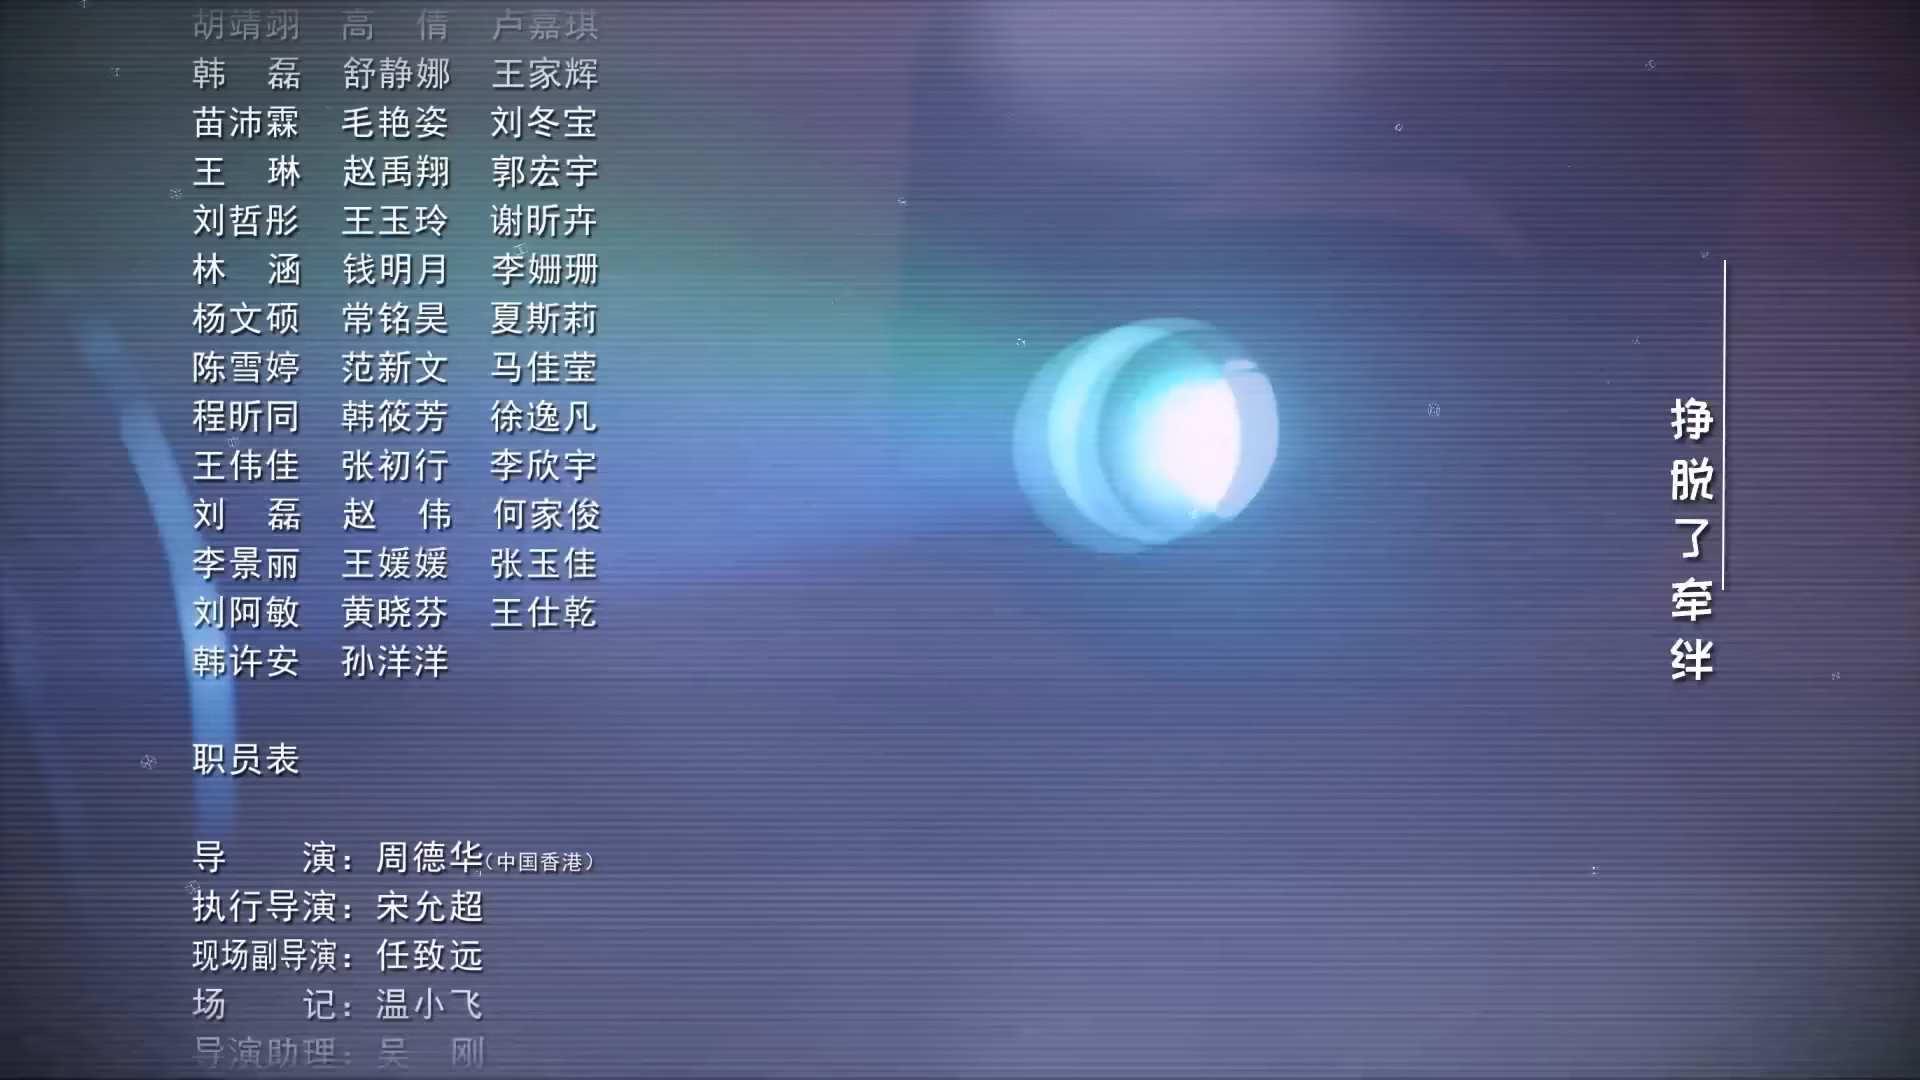 胡靖翊 高 倩 卢嘉琪
韩 磊 舒静娜 王家辉
苗沛霖 毛艳姿 刘冬宝
王 琳 赵禹翔 郭宏宇
刘哲彤 王玉玲 谢昕卉
林 涵 钱明月 李姗珊
杨文硕 常铭昊 夏斯莉
陈雪婷 范新文 马佳莹
程昕同 韩筱芳 徐逸凡
王伟佳 张初行 李欣宇
刘 磊 赵 伟 何家俊
李景丽 王媛媛 张玉佳
刘阿敏 黄晓芬 王仕乾
韩许安 孙洋洋
职员表
导 演：周德华（中国香港）
执行导演：宋允超
现场副导演：任致远
场 记：温小飞
导演助理：吴 刚
挣脱了牵绊